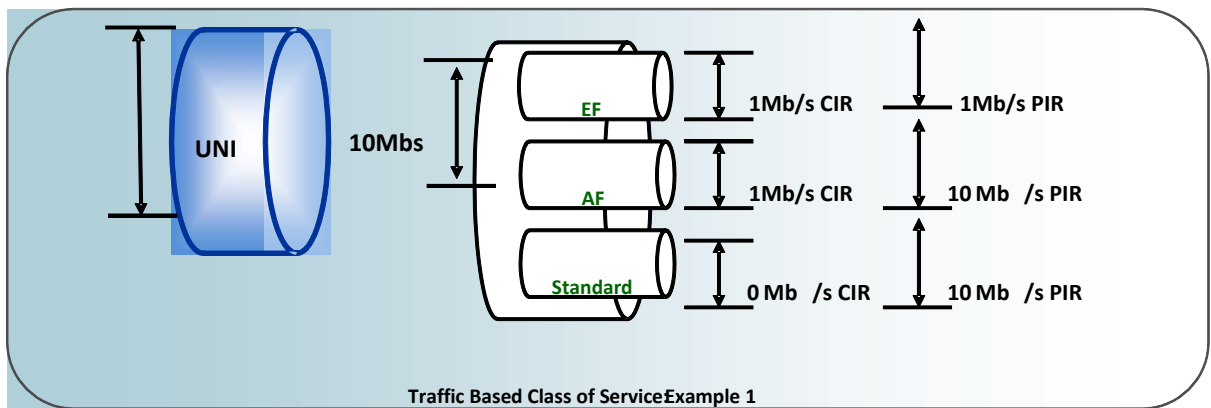 UNI
10Mbs
EF
1Mb/s CIR
1Mb/s PIR
AF
1Mb/s CIR
10 Mb /s PIR
Standard
0 Mb /s CIR
10 Mb /s PIR
Traffic Based Class of Service Example 1